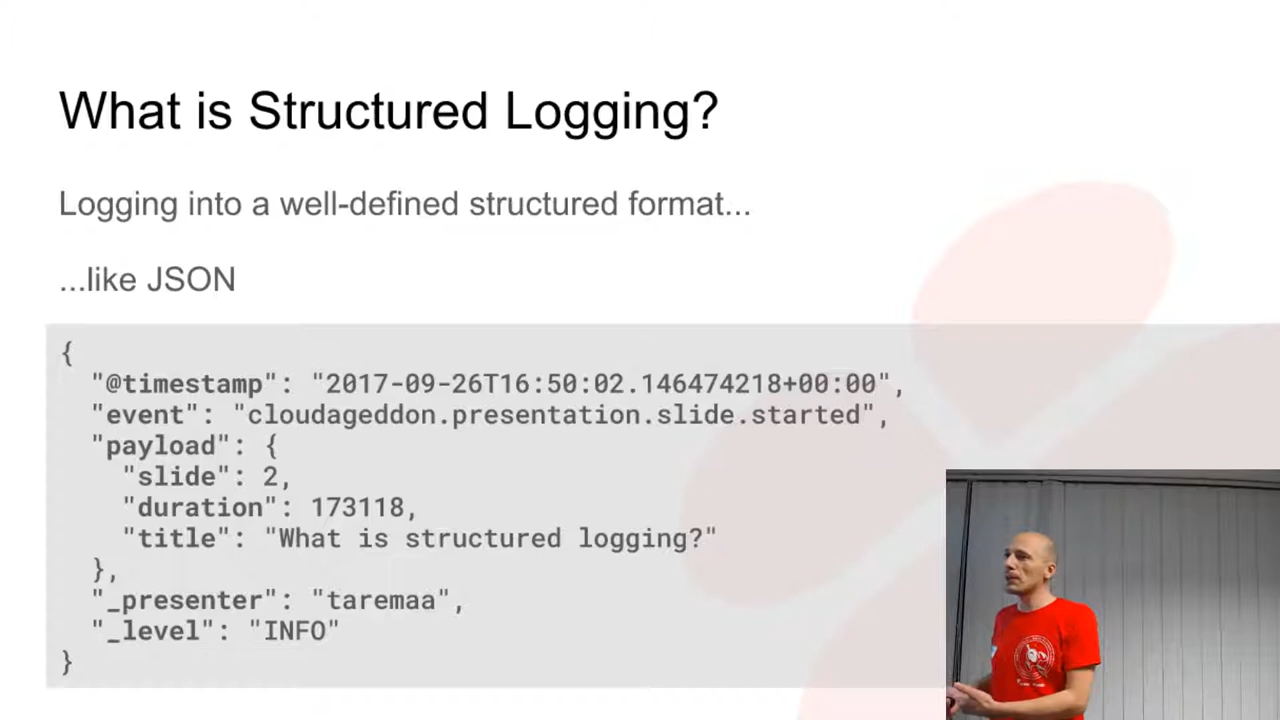 What is Structured Logging?
Logging into a well-defined structured format...
...like JSON
{
"@timestamp": "2017-09-26T16:50:02.146474218+00:00",
"event": "cloudageddon.presentation.slide.started",
"payload": {
"slide": 2,
"duration": 173118,
"title": "What is structured logging?"
},
"_presenter": "taremaa",
"_level": "INFO"
}